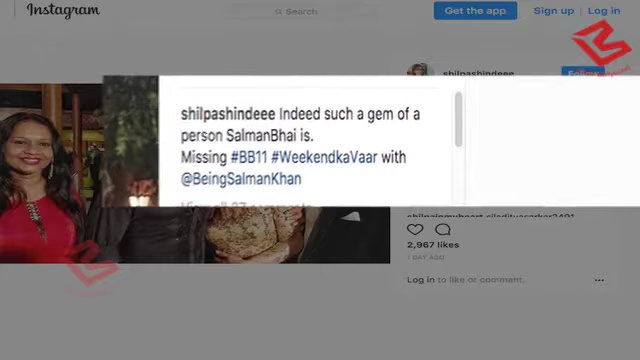 Instagram
Search
Get the app
Sign up | Log in
shilpashindeee
Follow
shilpashindeee Indeed such a gem of a
person SalmanBhai is.
Missing #BB11 #WeekendkaVaar with
@BeingSalmanKhan
2,967 likes
1 DAY AGO
Log in to like or comment.